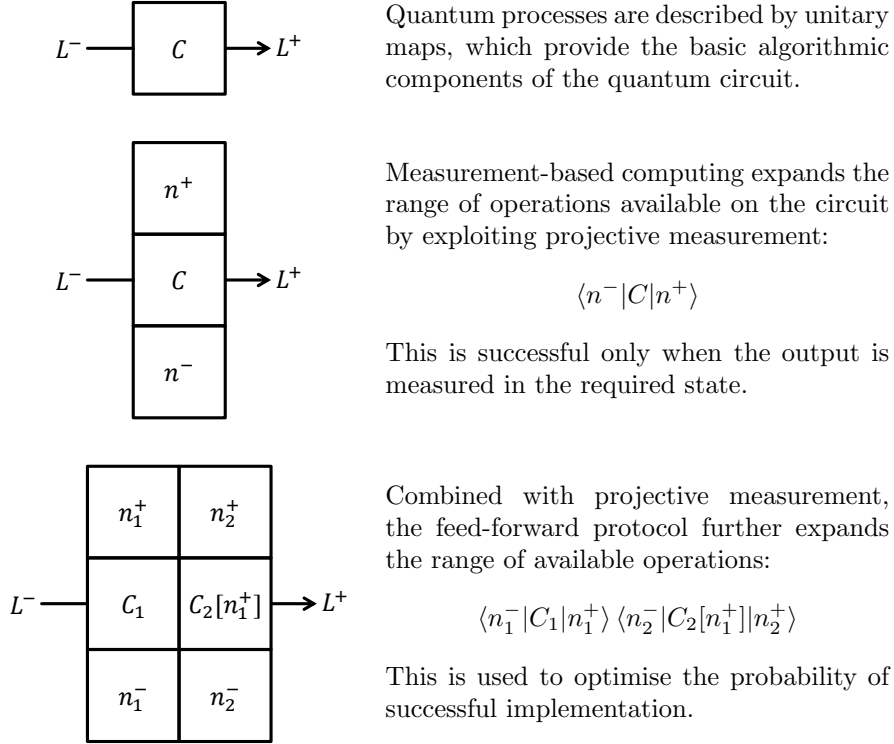 L⁻ C L⁺
Quantum processes are described by unitary
maps, which provide the basic algorithmic
components of the quantum circuit.
n⁺
L⁻ C L⁺
n⁻
Measurement-based computing expands the
range of operations available on the circuit
by exploiting projective measurement:
⟨n⁻|C|n⁺⟩
This is successful only when the output is
measured in the required state.
n₁⁺ n₂⁺
L⁻ C₁ C₂[n₁⁺] L⁺
n₁⁻ n₂⁻
Combined with projective measurement,
the feed-forward protocol further expands
the range of available operations:
⟨n₁⁻|C₁|n₁⁺⟩ ⟨n₂⁻|C₂[n₁⁺]|n₂⁺⟩
This is used to optimise the probability of
successful implementation.